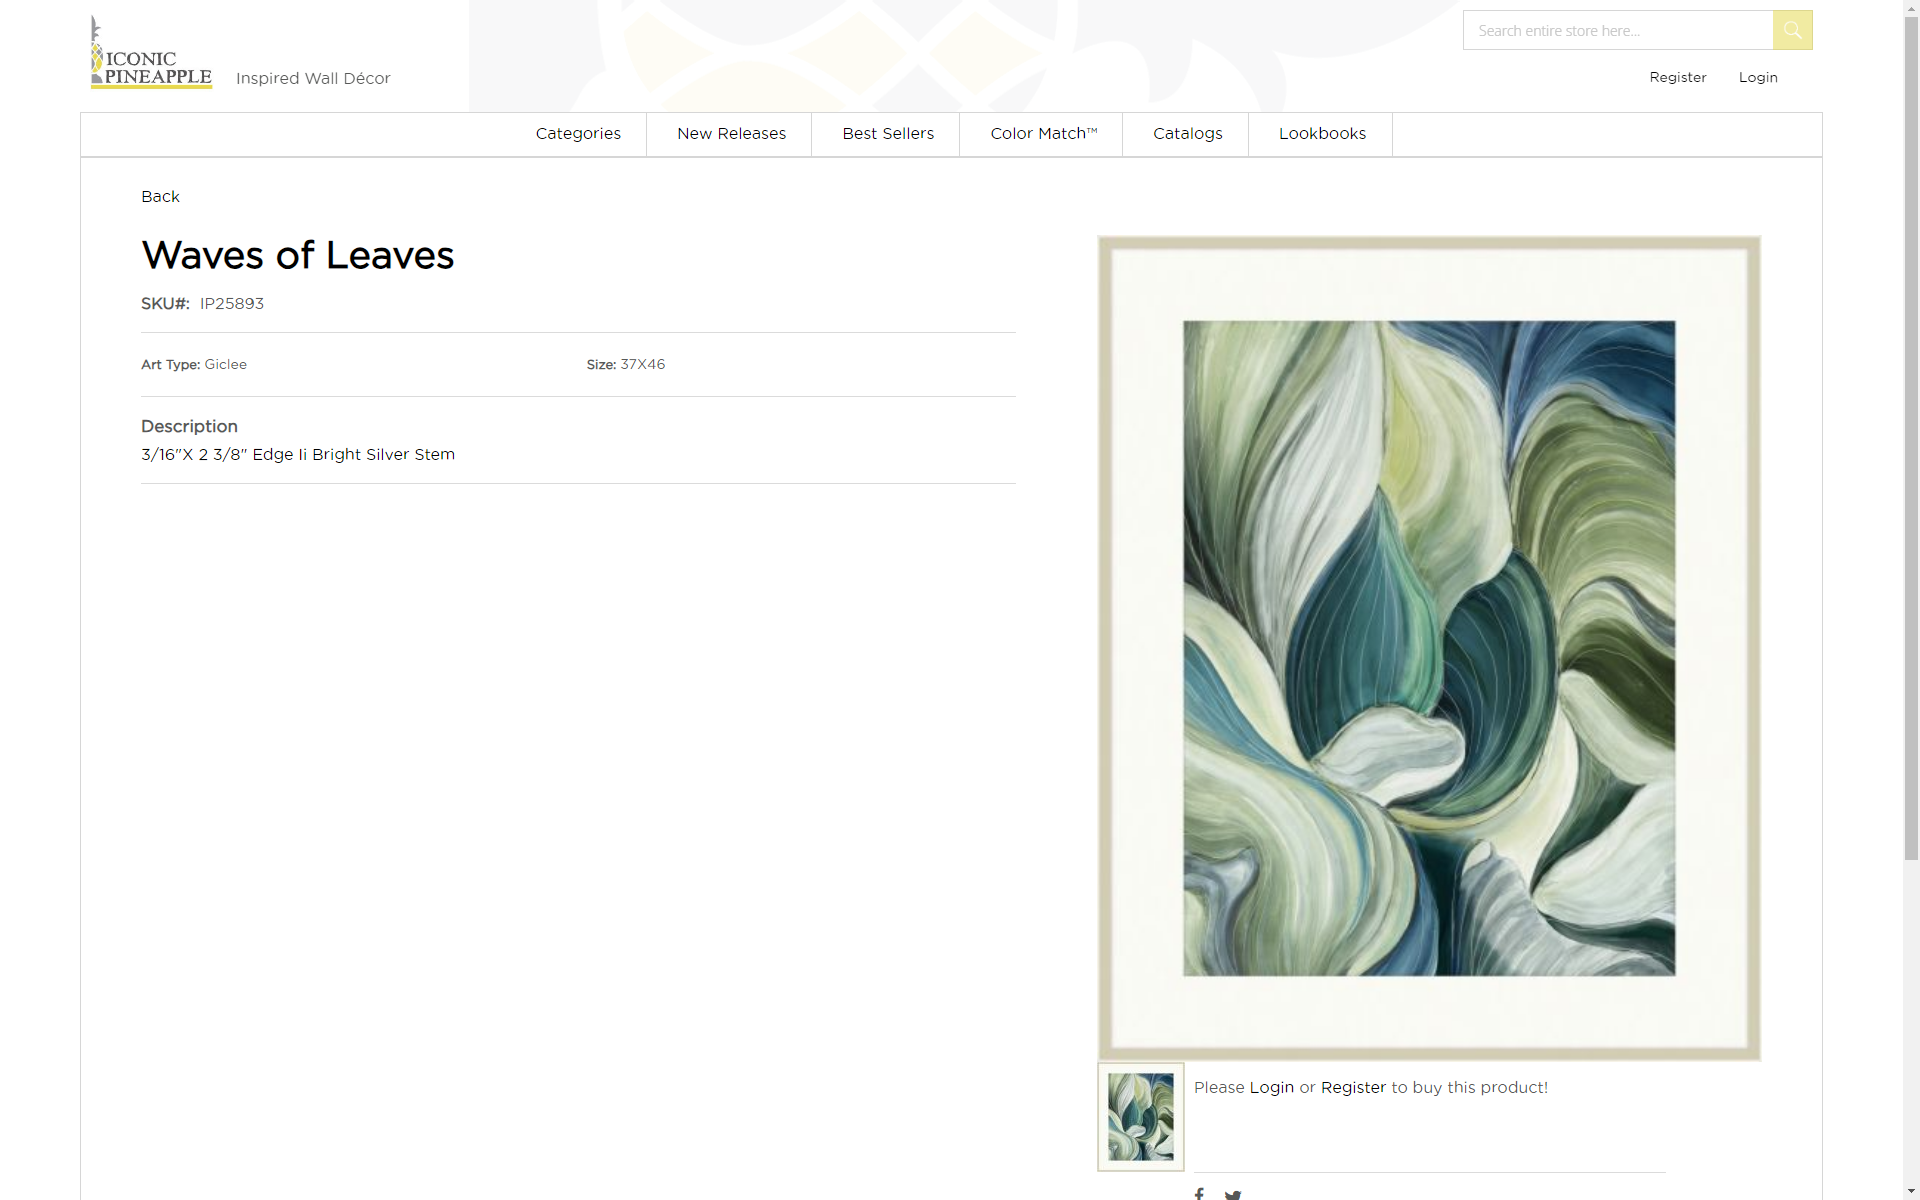 ICONIC
PINEAPPLE
Inspired Wall Décor
Search entire store here...
Register
Login
Categories
New Releases
Best Sellers
Color Match™
Catalogs
Lookbooks
Back
Waves of Leaves
SKU#: IP25893
Art Type: Giclee
Size: 37X46
Description
3/16"X 2 3/8" Edge Ii Bright Silver Stem
Please Login or Register to buy this product!